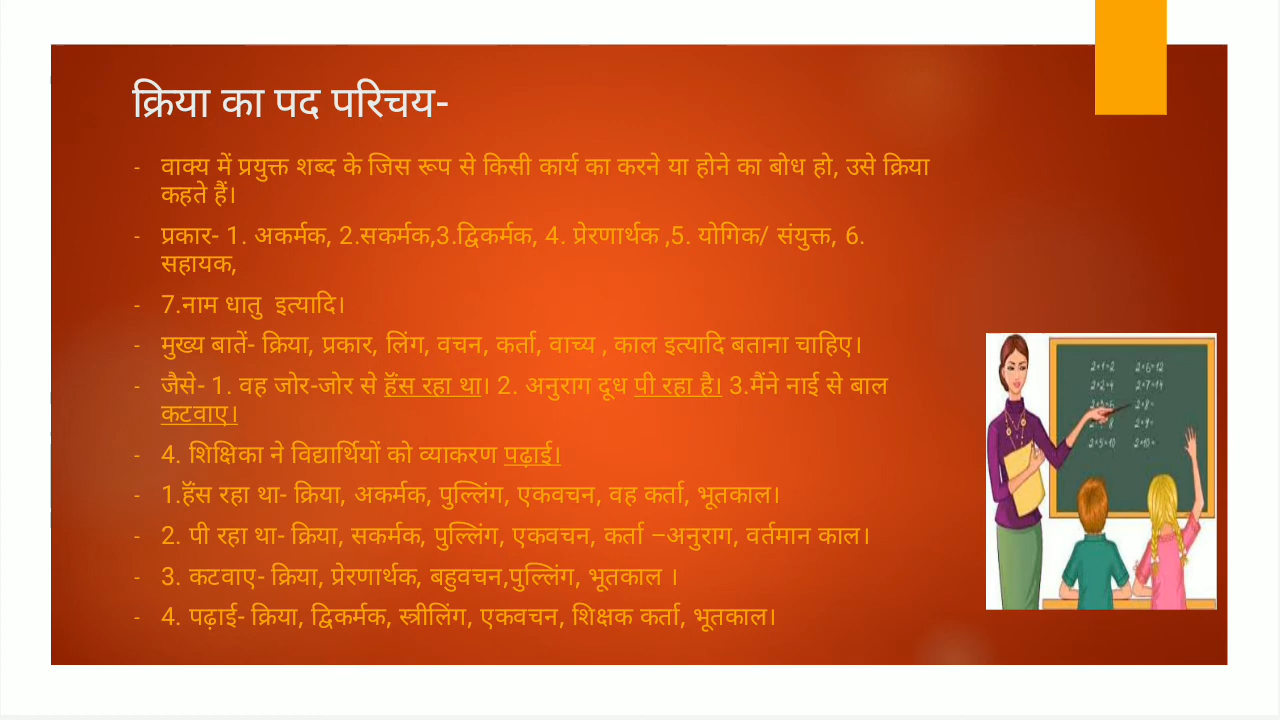 क्रिया का पद परिचय-
- वाक्य में प्रयुक्त शब्द के जिस रूप से किसी कार्य का करने या होने का बोध हो, उसे क्रिया
कहते हैं।
- प्रकार- 1. अकर्मक, 2.सकर्मक,3.द्विकर्मक, 4. प्रेरणार्थक ,5. योगिक/ संयुक्त, 6.
सहायक,
- 7.नाम धातु  इत्यादि।
- मुख्य बातें- क्रिया, प्रकार, लिंग, वचन, कर्ता, वाच्य , काल इत्यादि बताना चाहिए।
- जैसे- 1. वह जोर-जोर से हॅंस रहा था। 2. अनुराग दूध पी रहा है। 3.मैंने नाई से बाल
कटवाए।
- 4. शिक्षिका ने विद्यार्थियों को व्याकरण पढ़ाई।
- 1.हॅंस रहा था- क्रिया, अकर्मक, पुल्लिंग, एकवचन, वह कर्ता, भूतकाल।
- 2. पी रहा था- क्रिया, सकर्मक, पुल्लिंग, एकवचन, कर्ता –अनुराग, वर्तमान काल।
- 3. कटवाए- क्रिया, प्रेरणार्थक, बहुवचन,पुल्लिंग, भूतकाल ।
- 4. पढ़ाई- क्रिया, द्विकर्मक, स्त्रीलिंग, एकवचन, शिक्षक कर्ता, भूतकाल।